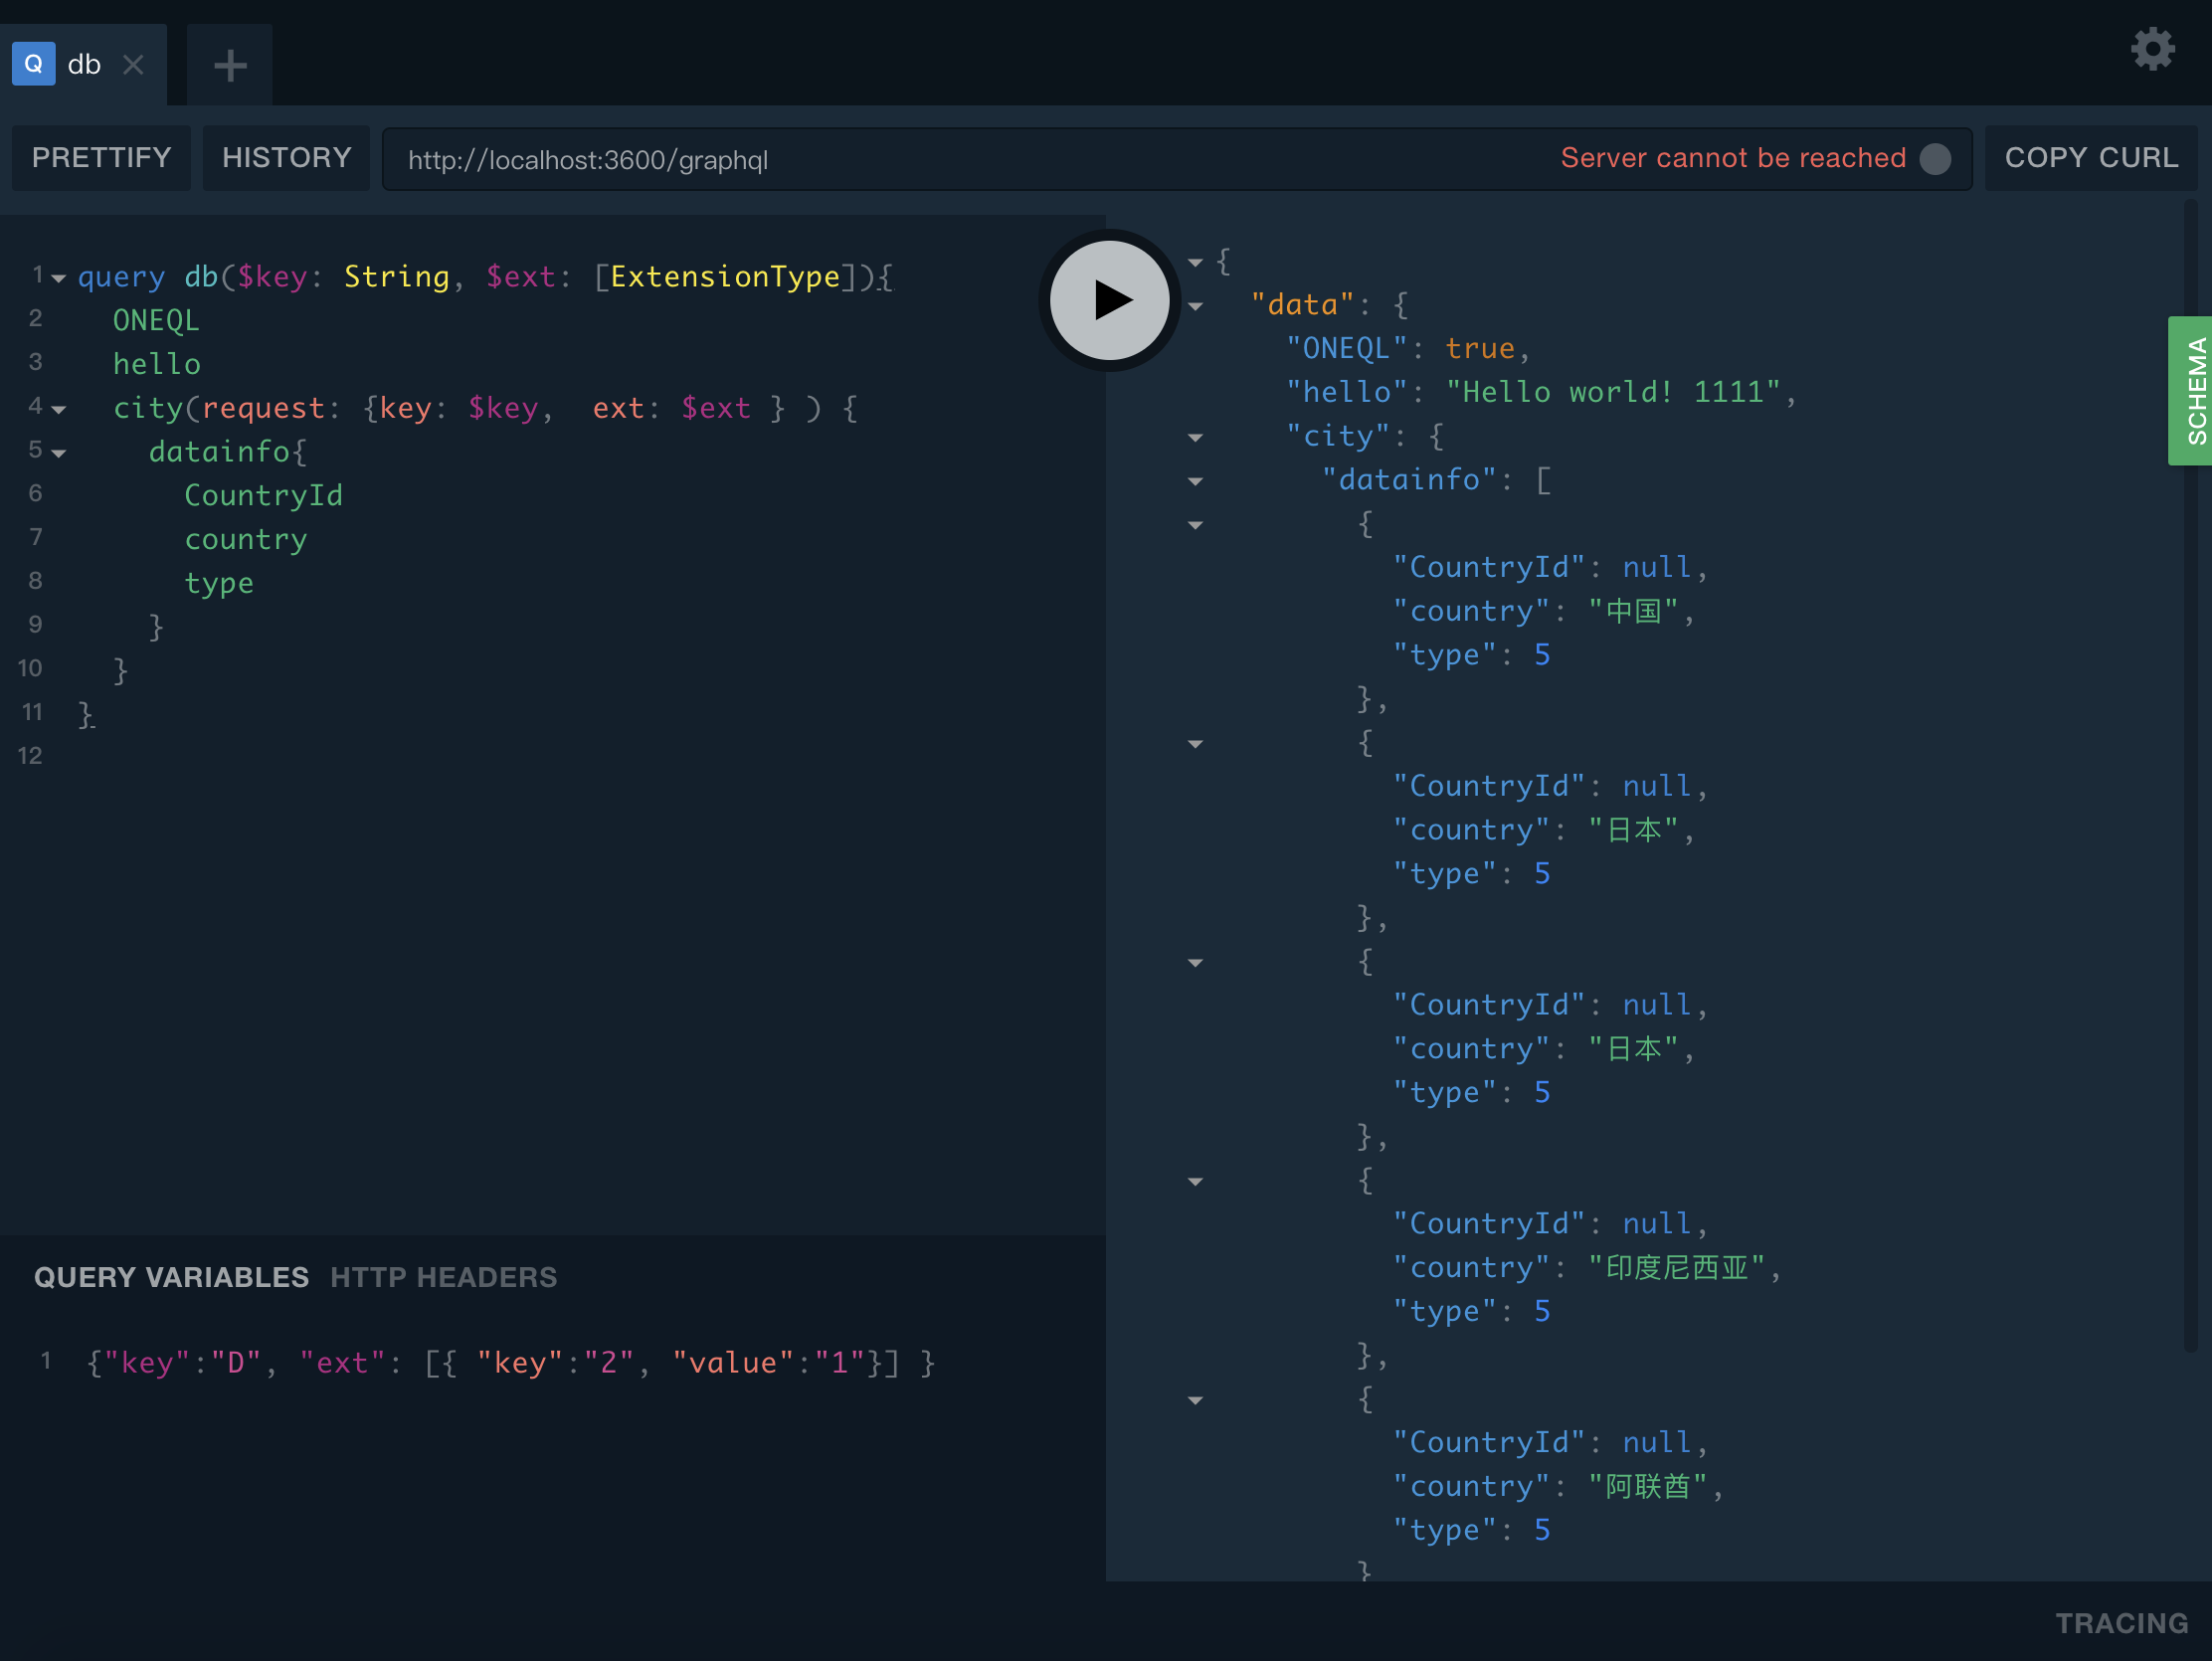 Q db
PRETTIFY HISTORY http://localhost:3600/graphql Server cannot be reached COPY CURL
1 query db($key: String, $ext: [ExtensionType]){
2 ONEQL
3 hello
4 city(request: {key: $key,  ext: $ext } ) {
5 datainfo{
6 CountryId
7 country
8 type
9 }
10 }
11 }
12
QUERY VARIABLES HTTP HEADERS
1 {"key":"D", "ext": [{ "key":"2", "value":"1"}] }
{
"data": {
"ONEQL": true,
"hello": "Hello world! 1111",
"city": {
"datainfo": [
{
"CountryId": null,
"country": "中国",
"type": 5
},
{
"CountryId": null,
"country": "日本",
"type": 5
},
{
"CountryId": null,
"country": "日本",
"type": 5
},
{
"CountryId": null,
"country": "印度尼西亚",
"type": 5
},
{
"CountryId": null,
"country": "阿联酋",
"type": 5
}
SCHEMA
TRACING